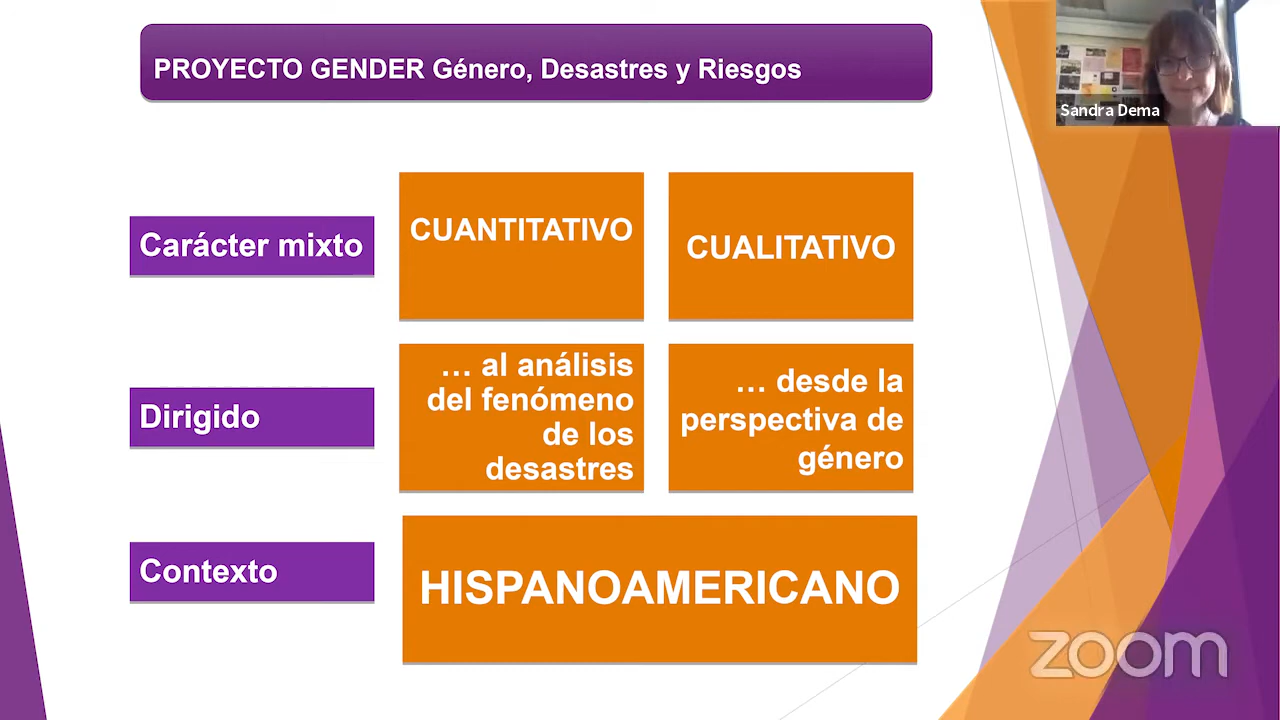 PROYECTO GENDER Género, Desastres y Riesgos
Sandra Dema
Carácter mixto
CUANTITATIVO
CUALITATIVO
Dirigido
… al análisis
del fenómeno
de los
desastres
… desde la
perspectiva de
género
Contexto
HISPANOAMERICANO
zoom